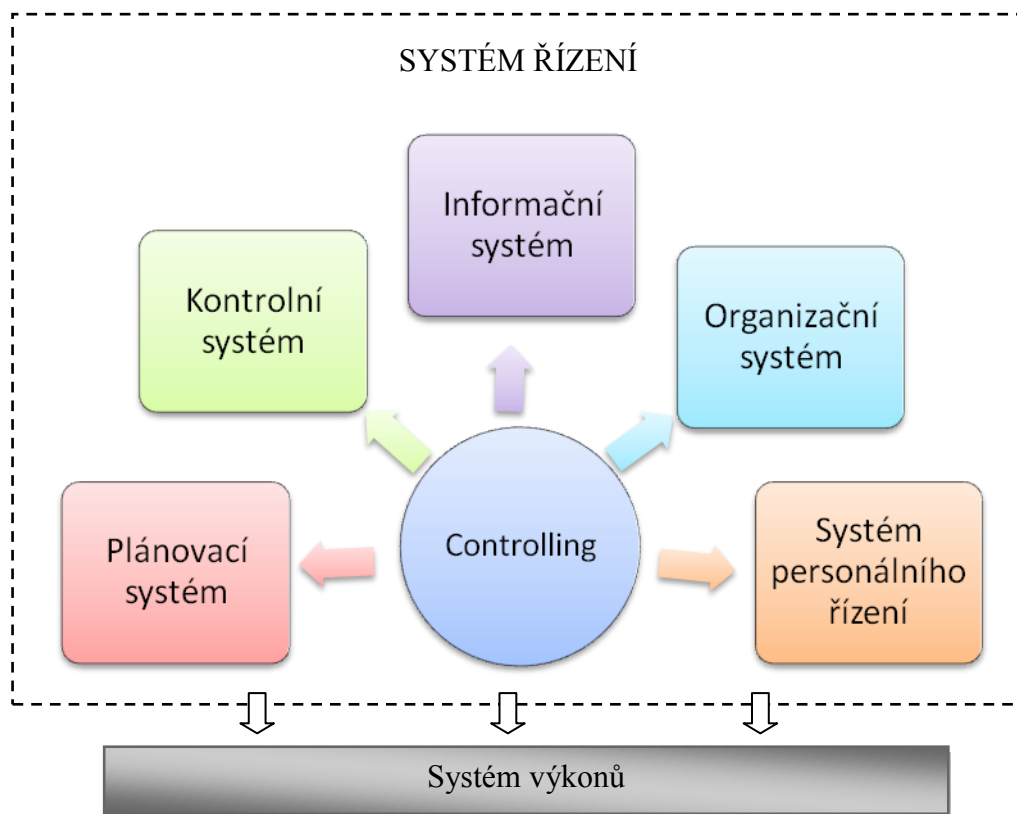 SYSTÉM ŘÍZENÍ
Informační
systém
Kontrolní
systém
Organizační
systém
Plánovací
systém
Controlling
Systém
personálního
řízení
Systém výkonů